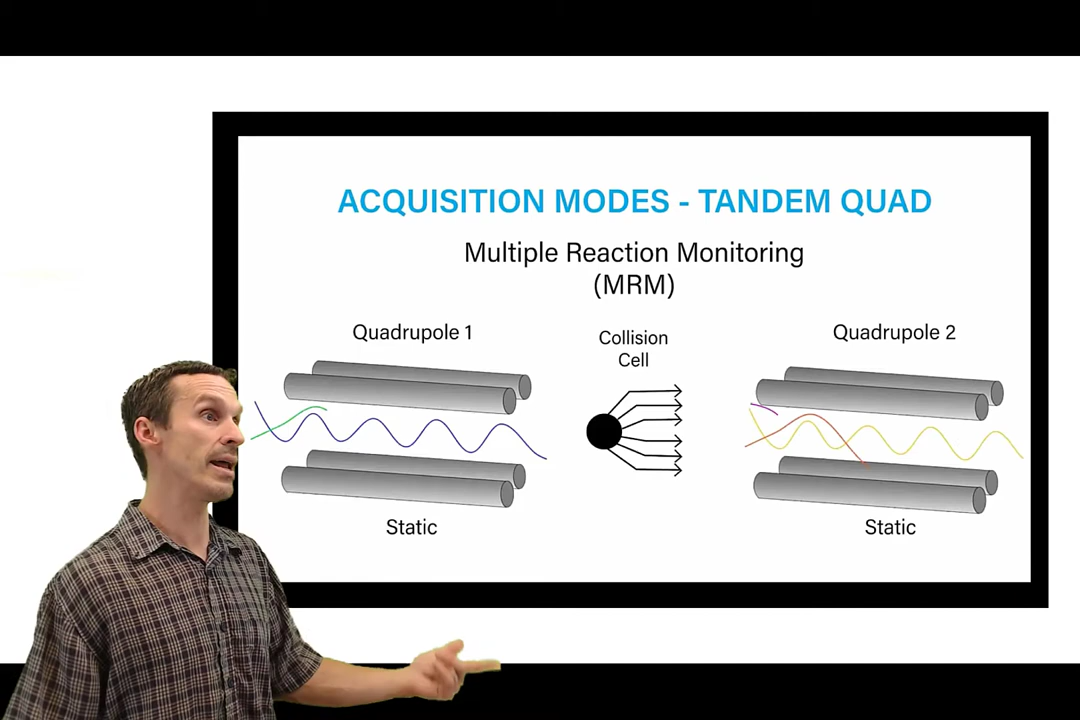 ACQUISITION MODES - TANDEM QUAD
Multiple Reaction Monitoring
(MRM)
Quadrupole 1
Collision
Cell
Quadrupole 2
Static
Static